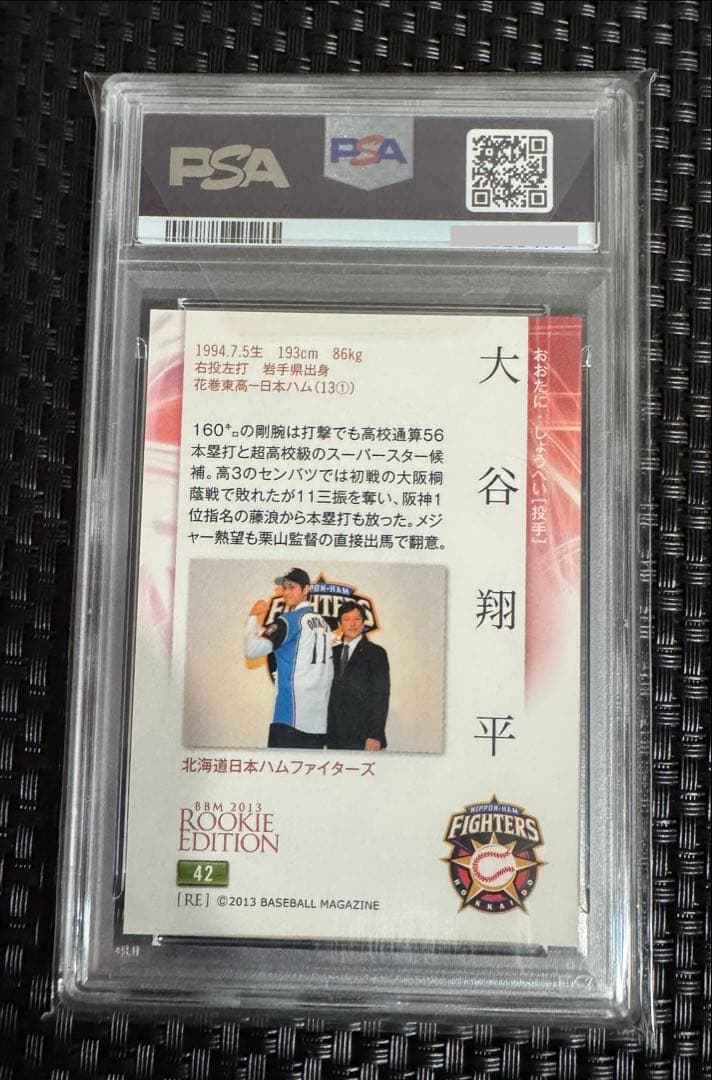 PSA
PSA
1994.7.5生 193cm 86kg
右投左打 岩手県出身
花巻東高ー日本ハム(13①)
160㌔の剛腕は打撃でも高校通算56
本塁打と超高校級のスーパースター候
補。高3のセンバツでは初戦の大阪桐
蔭戦で敗れたが11三振を奪い、阪神1
位指名の藤浪から本塁打も放った。メジ
ャー熱望も栗山監督の直接出馬で翻意。
大谷翔平
おおたに・しょうへい[投手]
NIPPON-HAM
FIGHTERS
11
北海道日本ハムファイターズ
BBM 2013
ROOKIE
EDITION
42
[RE] ©2013 BASEBALL MAGAZINE
NIPPON-HAM
FIGHTERS
HOKKAIDO